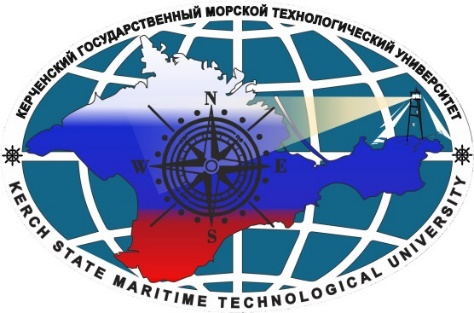 КЕРЧЕНСКИЙ ГОСУДАРСТВЕННЫЙ МОРСКОЙ ТЕХНОЛОГИЧЕСКИЙ УНИВЕРСИТЕТ
N
W E
S
KERCH STATE MARITIME TECHNOLOGICAL UNIVERSITY